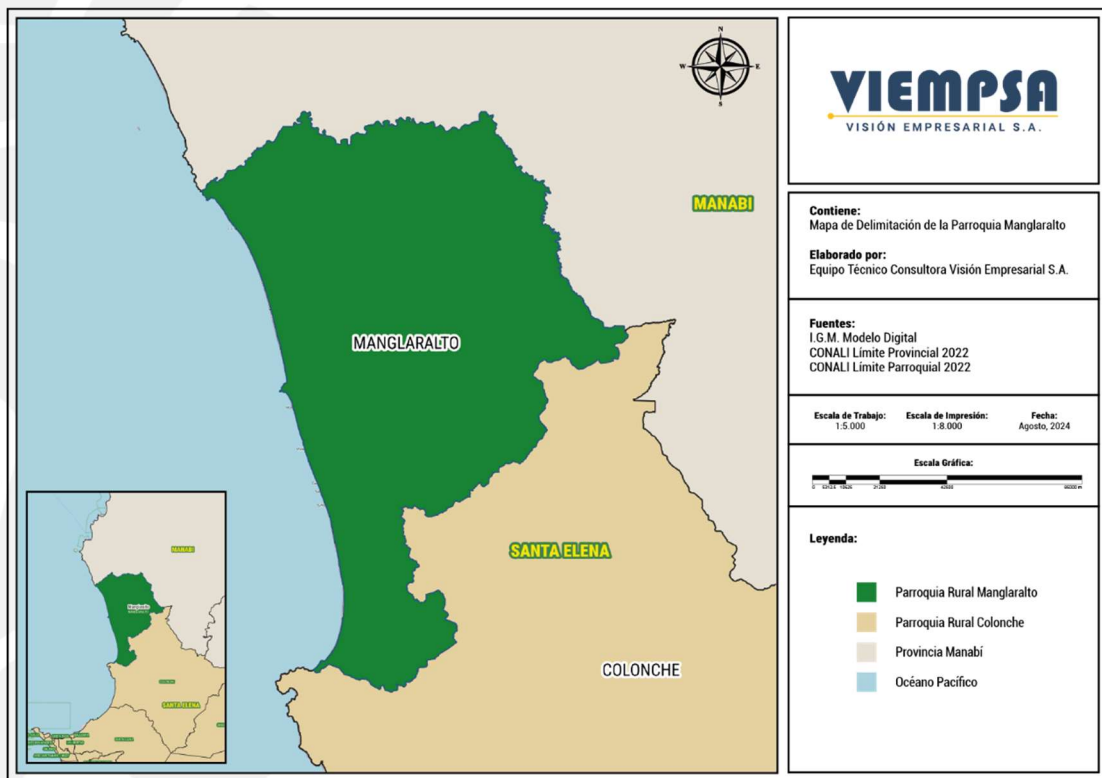 N
W
E
S
MANABI
MANGLARALTO
SANTA ELENA
COLONCHE
MANABI
SANTA ELENA
VIEMPSA
VISIÓN EMPRESARIAL S.A.
Contiene:
Mapa de Delimitación de la Parroquia Manglaralto
Elaborado por:
Equipo Técnico Consultora Visión Empresarial S.A.
Fuentes:
I.G.M. Modelo Digital
CONALI Límite Provincial 2022
CONALI Límite Parroquial 2022
Escala de Trabajo: Escala de Impresión: Fecha:
1:5.000 1:8.000 Agosto, 2024
Escala Gráfica:
0
Leyenda:
Parroquia Rural Manglaralto
Parroquia Rural Colonche
Provincia Manabí
Océano Pacífico